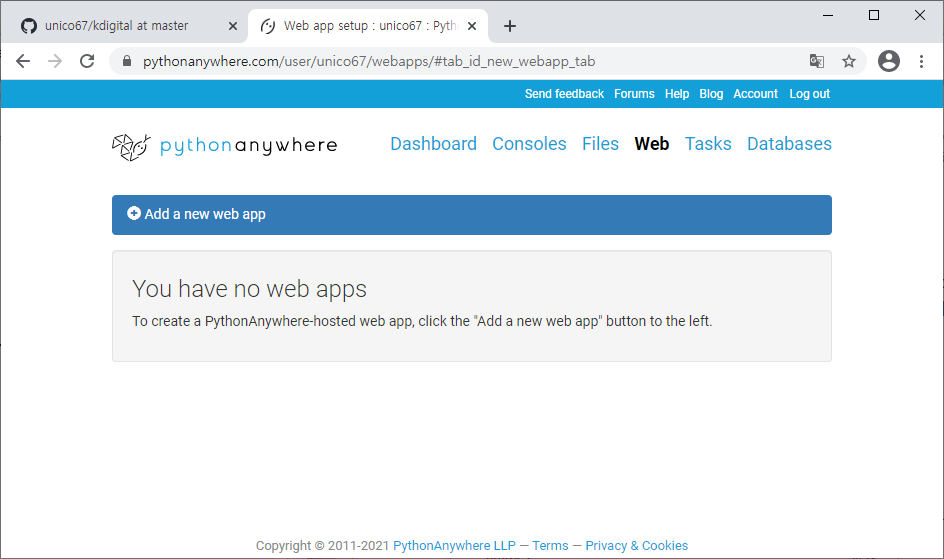 unico67/kdigital at master
Web app setup : unico67 : Pyth
pythonanywhere.com/user/unico67/webapps/#tab_id_new_webapp_tab
Send feedback Forums Help Blog Account Log out
pythonanywhere
Dashboard Consoles Files Web Tasks Databases
Add a new web app
You have no web apps
To create a PythonAnywhere-hosted web app, click the "Add a new web app" button to the left.
Copyright © 2011-2021 PythonAnywhere LLP — Terms — Privacy & Cookies